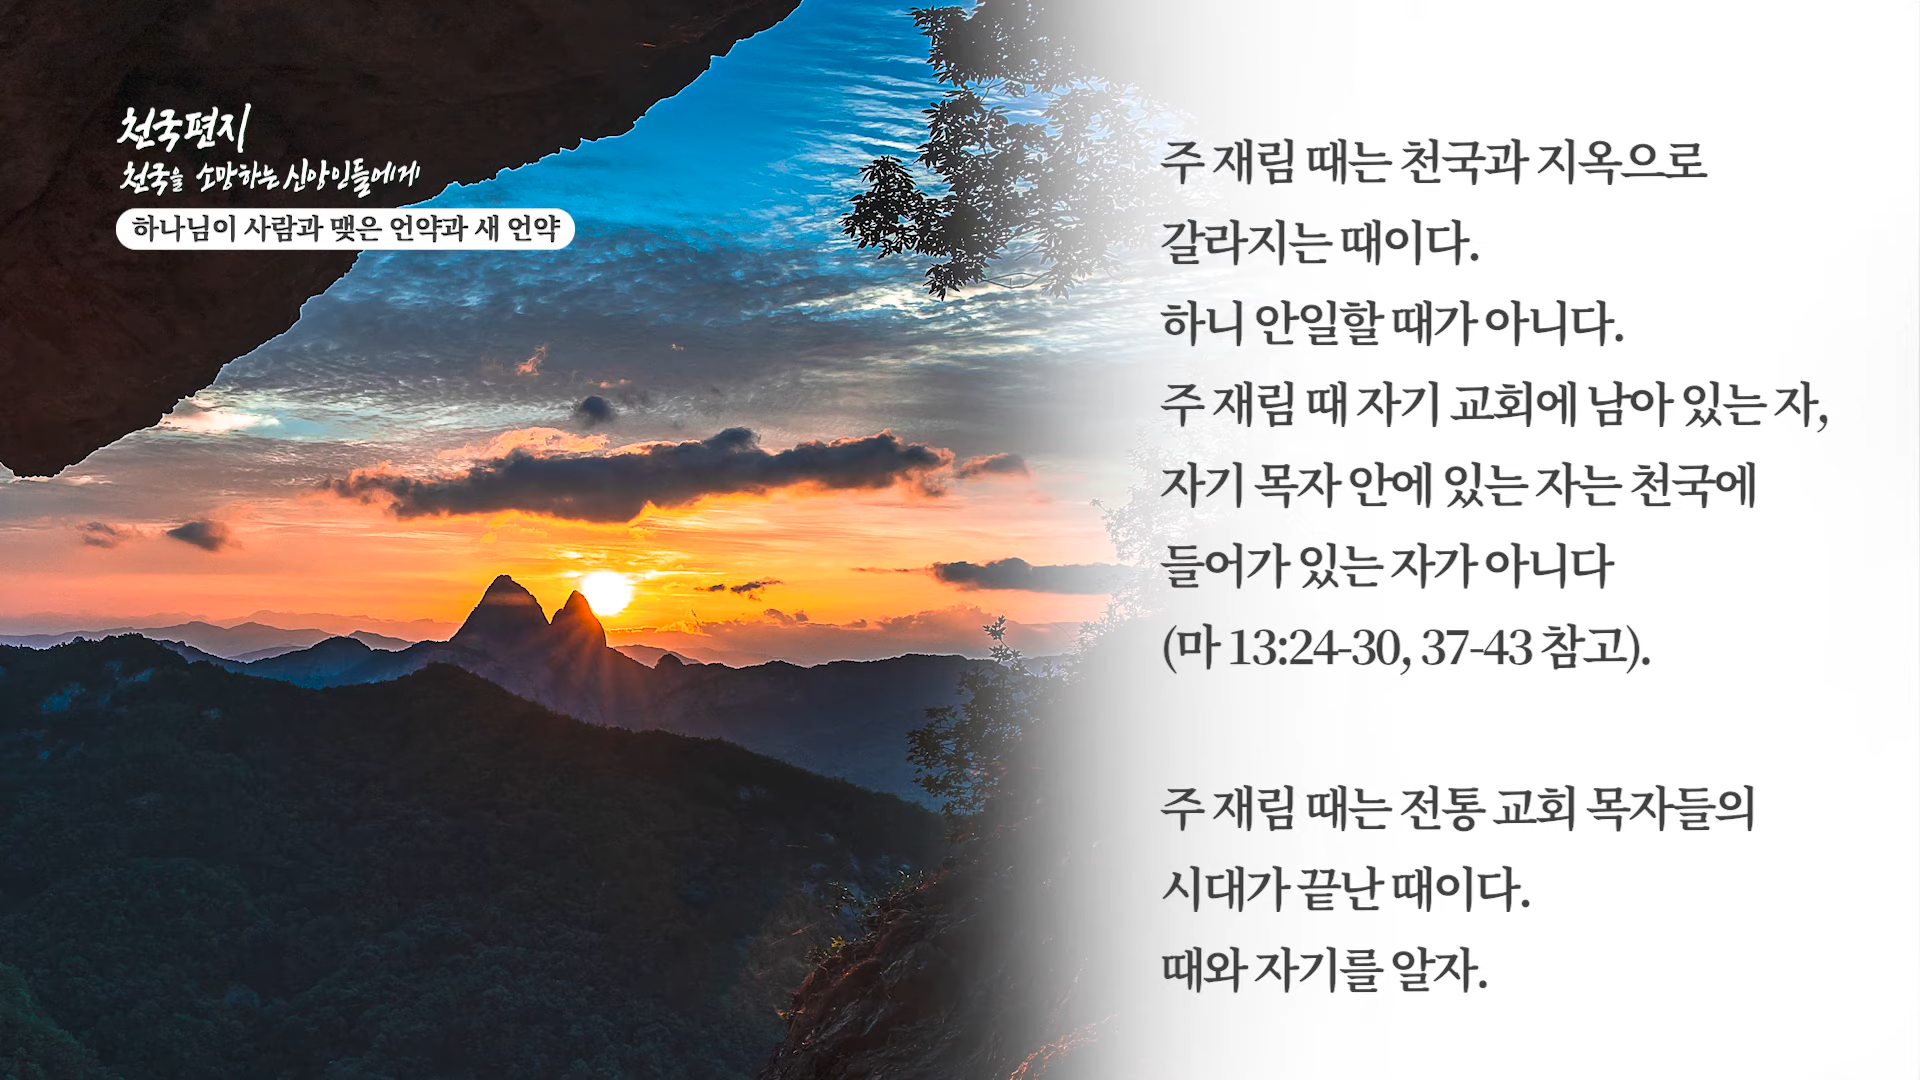 천국편지
천국을 소망하는 신앙인들에게
하나님이 사람과 맺은 언약과 새 언약
주 재림 때는 천국과 지옥으로
갈라지는 때이다.
하니 안일할 때가 아니다.
주 재림 때 자기 교회에 남아 있는 자,
자기 목자 안에 있는 자는 천국에
들어가 있는 자가 아니다
(마 13:24-30, 37-43 참고).
주 재림 때는 전통 교회 목자들의
시대가 끝난 때이다.
때와 자기를 알자.